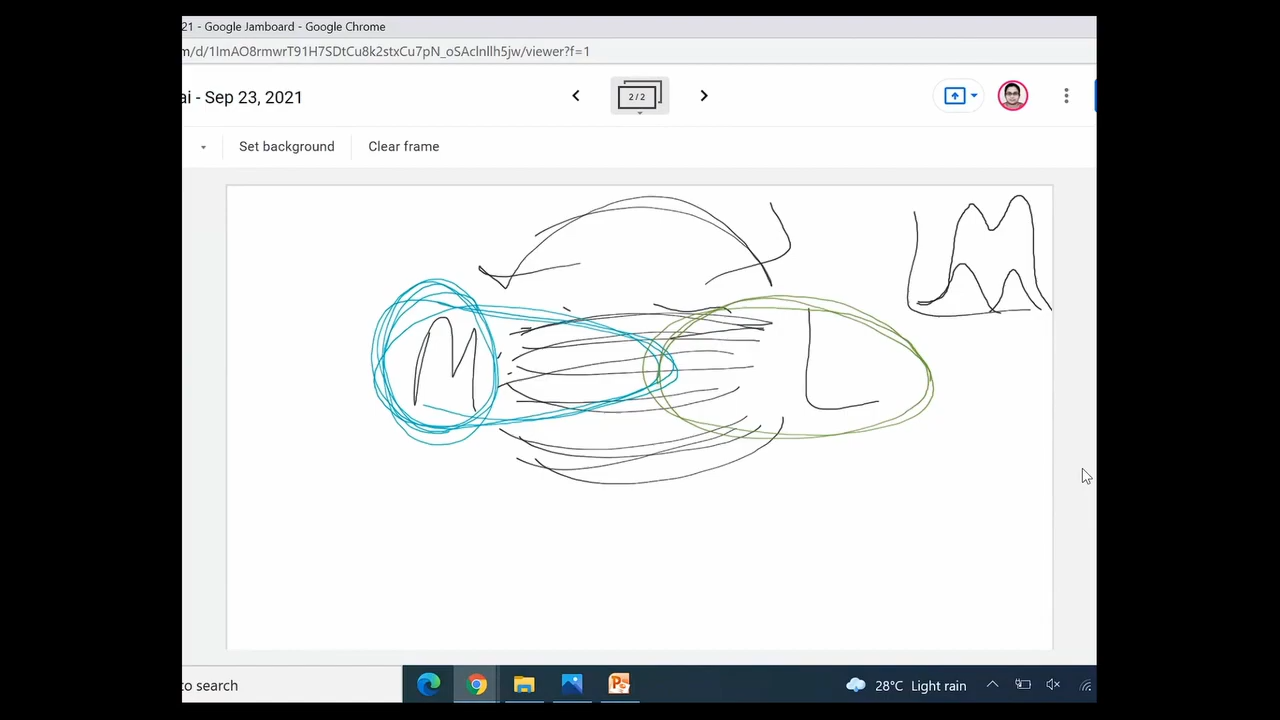 21 - Google Jamboard - Google Chrome
m/d/1ImAO8rmwrT91H7SDtCu8k2stxCu7pN_oSAclnllh5jw/viewer?f=1
ai - Sep 23, 2021
2 / 2
Set background
Clear frame
M
L
to search
28°C Light rain